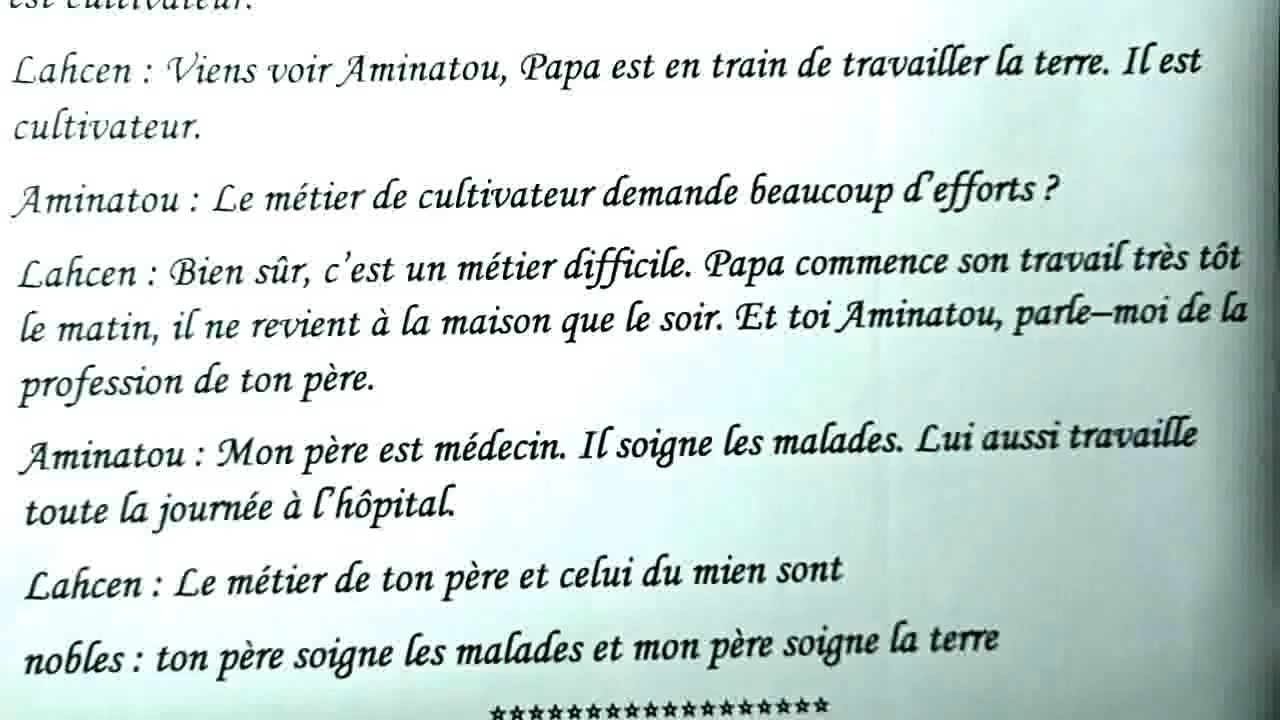 est cultivateur.
Lahcen : Viens voir Aminatou, Papa est en train de travailler la terre. Il est
cultivateur.
Aminatou : Le métier de cultivateur demande beaucoup d'efforts ?
Lahcen : Bien sûr, c'est un métier difficile. Papa commence son travail très tôt
le matin, il ne revient à la maison que le soir. Et toi Aminatou, parle–moi de la
profession de ton père.
Aminatou : Mon père est médecin. Il soigne les malades. Lui aussi travaille
toute la journée à l'hôpital.
Lahcen : Le métier de ton père et celui du mien sont
nobles : ton père soigne les malades et mon père soigne la terre